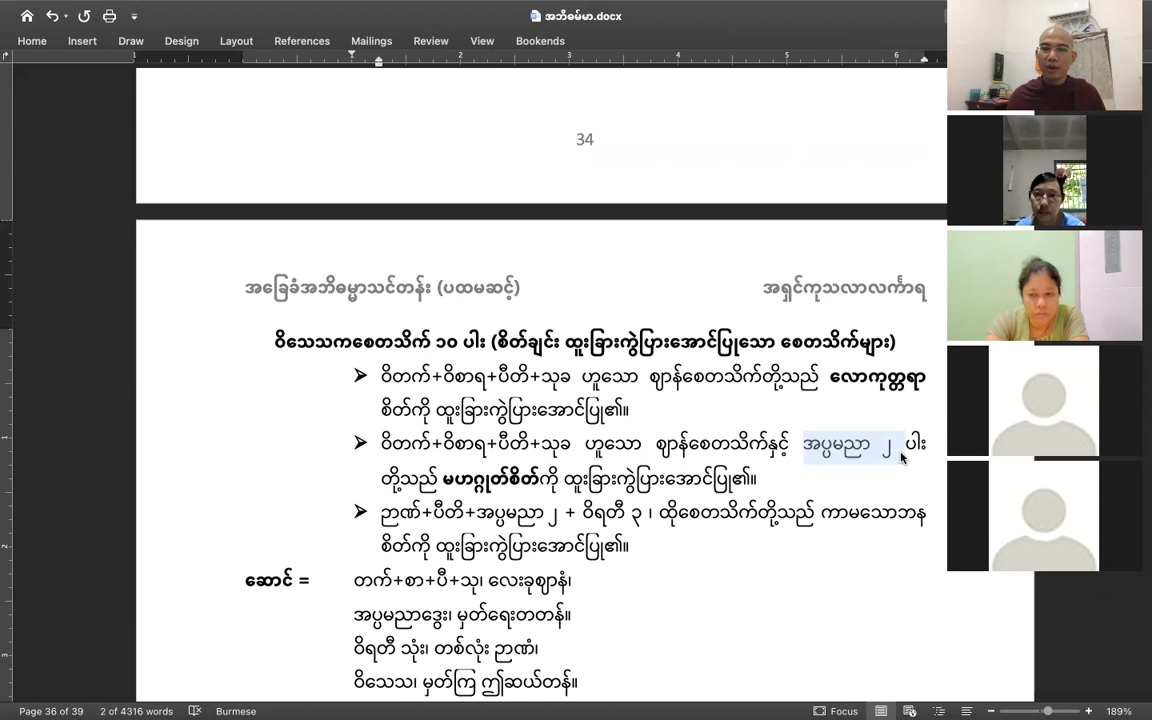 အဘိဓမ်မာ.docx
Home Insert Draw Design Layout References Mailings Review View Bookends
1 1 2 3 4 5 6
34
အခြေခံအဘိဓမ္မာသင်တန်း (ပထမဆင့်) အရှင်ကုသလာလင်္ကာရ
ဝိသေသကစေတသိက် ၁၀ ပါး (စိတ်ချင်း ထူးခြားကွဲပြားအောင်ပြုသော စေတသိက်များ)
➢ ဝိတက်+ဝိစာရ+ပီတိ+သုခ ဟူသော ဈာန်စေတသိက်တို့သည် လောကုတ္တရာ
စိတ်ကို ထူးခြားကွဲပြားအောင်ပြု၏။
➢ ဝိတက်+ဝိစာရ+ပီတိ+သုခ ဟူသော ဈာန်စေတသိက်နှင့် အပ္ပမညာ ၂ ပါး
တို့သည် မဟဂ္ဂုတ်စိတ်ကို ထူးခြားကွဲပြားအောင်ပြု၏။
➢ ဉာဏ်+ပီတိ+အပ္ပမညာ၂ + ဝိရတီ ၃ ၊ ထိုစေတသိက်တို့သည် ကာမသောဘန
စိတ်ကို ထူးခြားကွဲပြားအောင်ပြု၏။
ဆောင် = တက်+စာ+ပီ+သု၊ လေးခုဈာနံ၊
အပ္ပမညာဒွေး၊ မှတ်ရေးတတန်။
ဝိရတီ သုံး၊ တစ်လုံး ဉာဏံ၊
ဝိသေသ၊ မှတ်ကြ ဤဆယ်တန်။
Page 36 of 39 2 of 4316 words Burmese Focus 189%